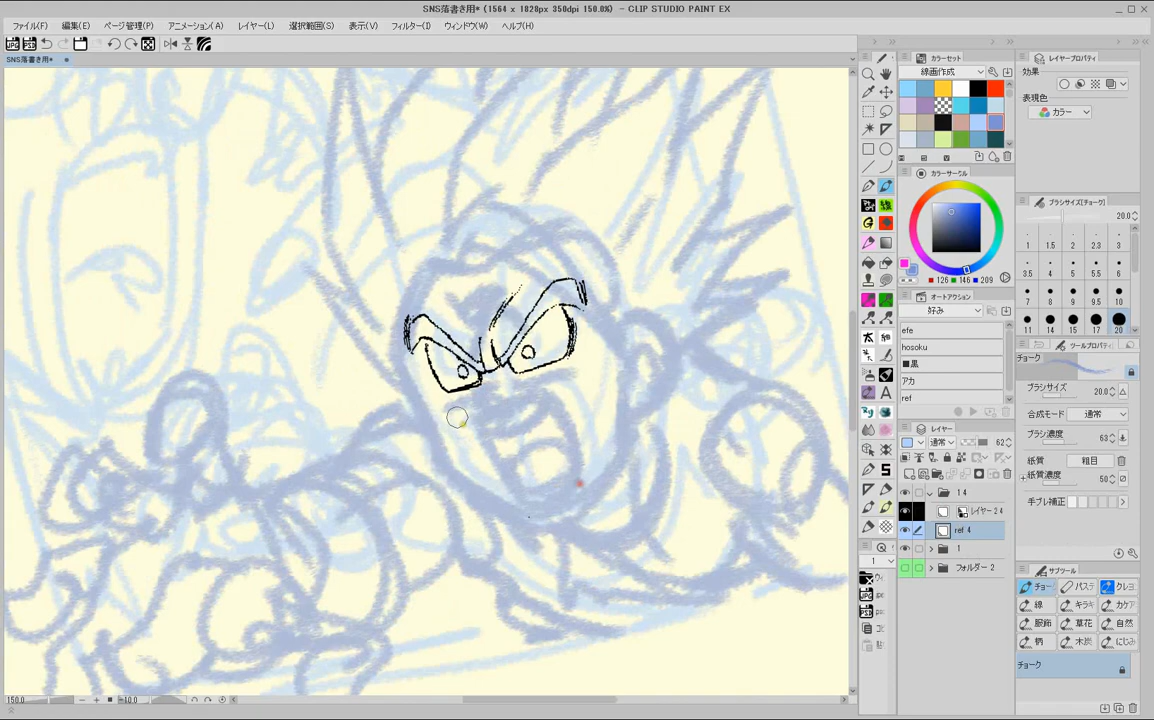 SNS落書き用* (1564 x 1828px 350dpi 150.0%) - CLIP STUDIO PAINT EX
ファイル(F) 編集(E) ページ管理(P) アニメーション(A) レイヤー(L) 選択範囲(S) 表示(V) フィルター(I) ウィンドウ(W) ヘルプ(H)
JPG PSD
SNS落書き用*
カラーセット
線画作成
カラーサークル
126 146 209
オートアクション
好み
efe
hosoku
■黒
アカ
ref
レイヤー
通常 62
14
レイヤー 24
ref 4
1
フォルダー 2
レイヤープロパティ
効果
表現色
カラー
ブラシサイズ[チョーク]
20.0
1 1.5 2 2.3 3
3.5 4 5 5.5 6
7 8 9 9.5 10
11 14 15 17 20
ツールプロパティ
チョーク
ブラシサイズ 20.0
合成モード 通常
ブラシ濃度 63
紙質 粗目
紙質濃度 50
手ブレ補正
サブツール
チョー パステ クレヨ
線 キラキ カケア
服飾 草花 自然
柄 木炭 にじみ
チョーク
1
JPG
PSD
150.0
-10.0